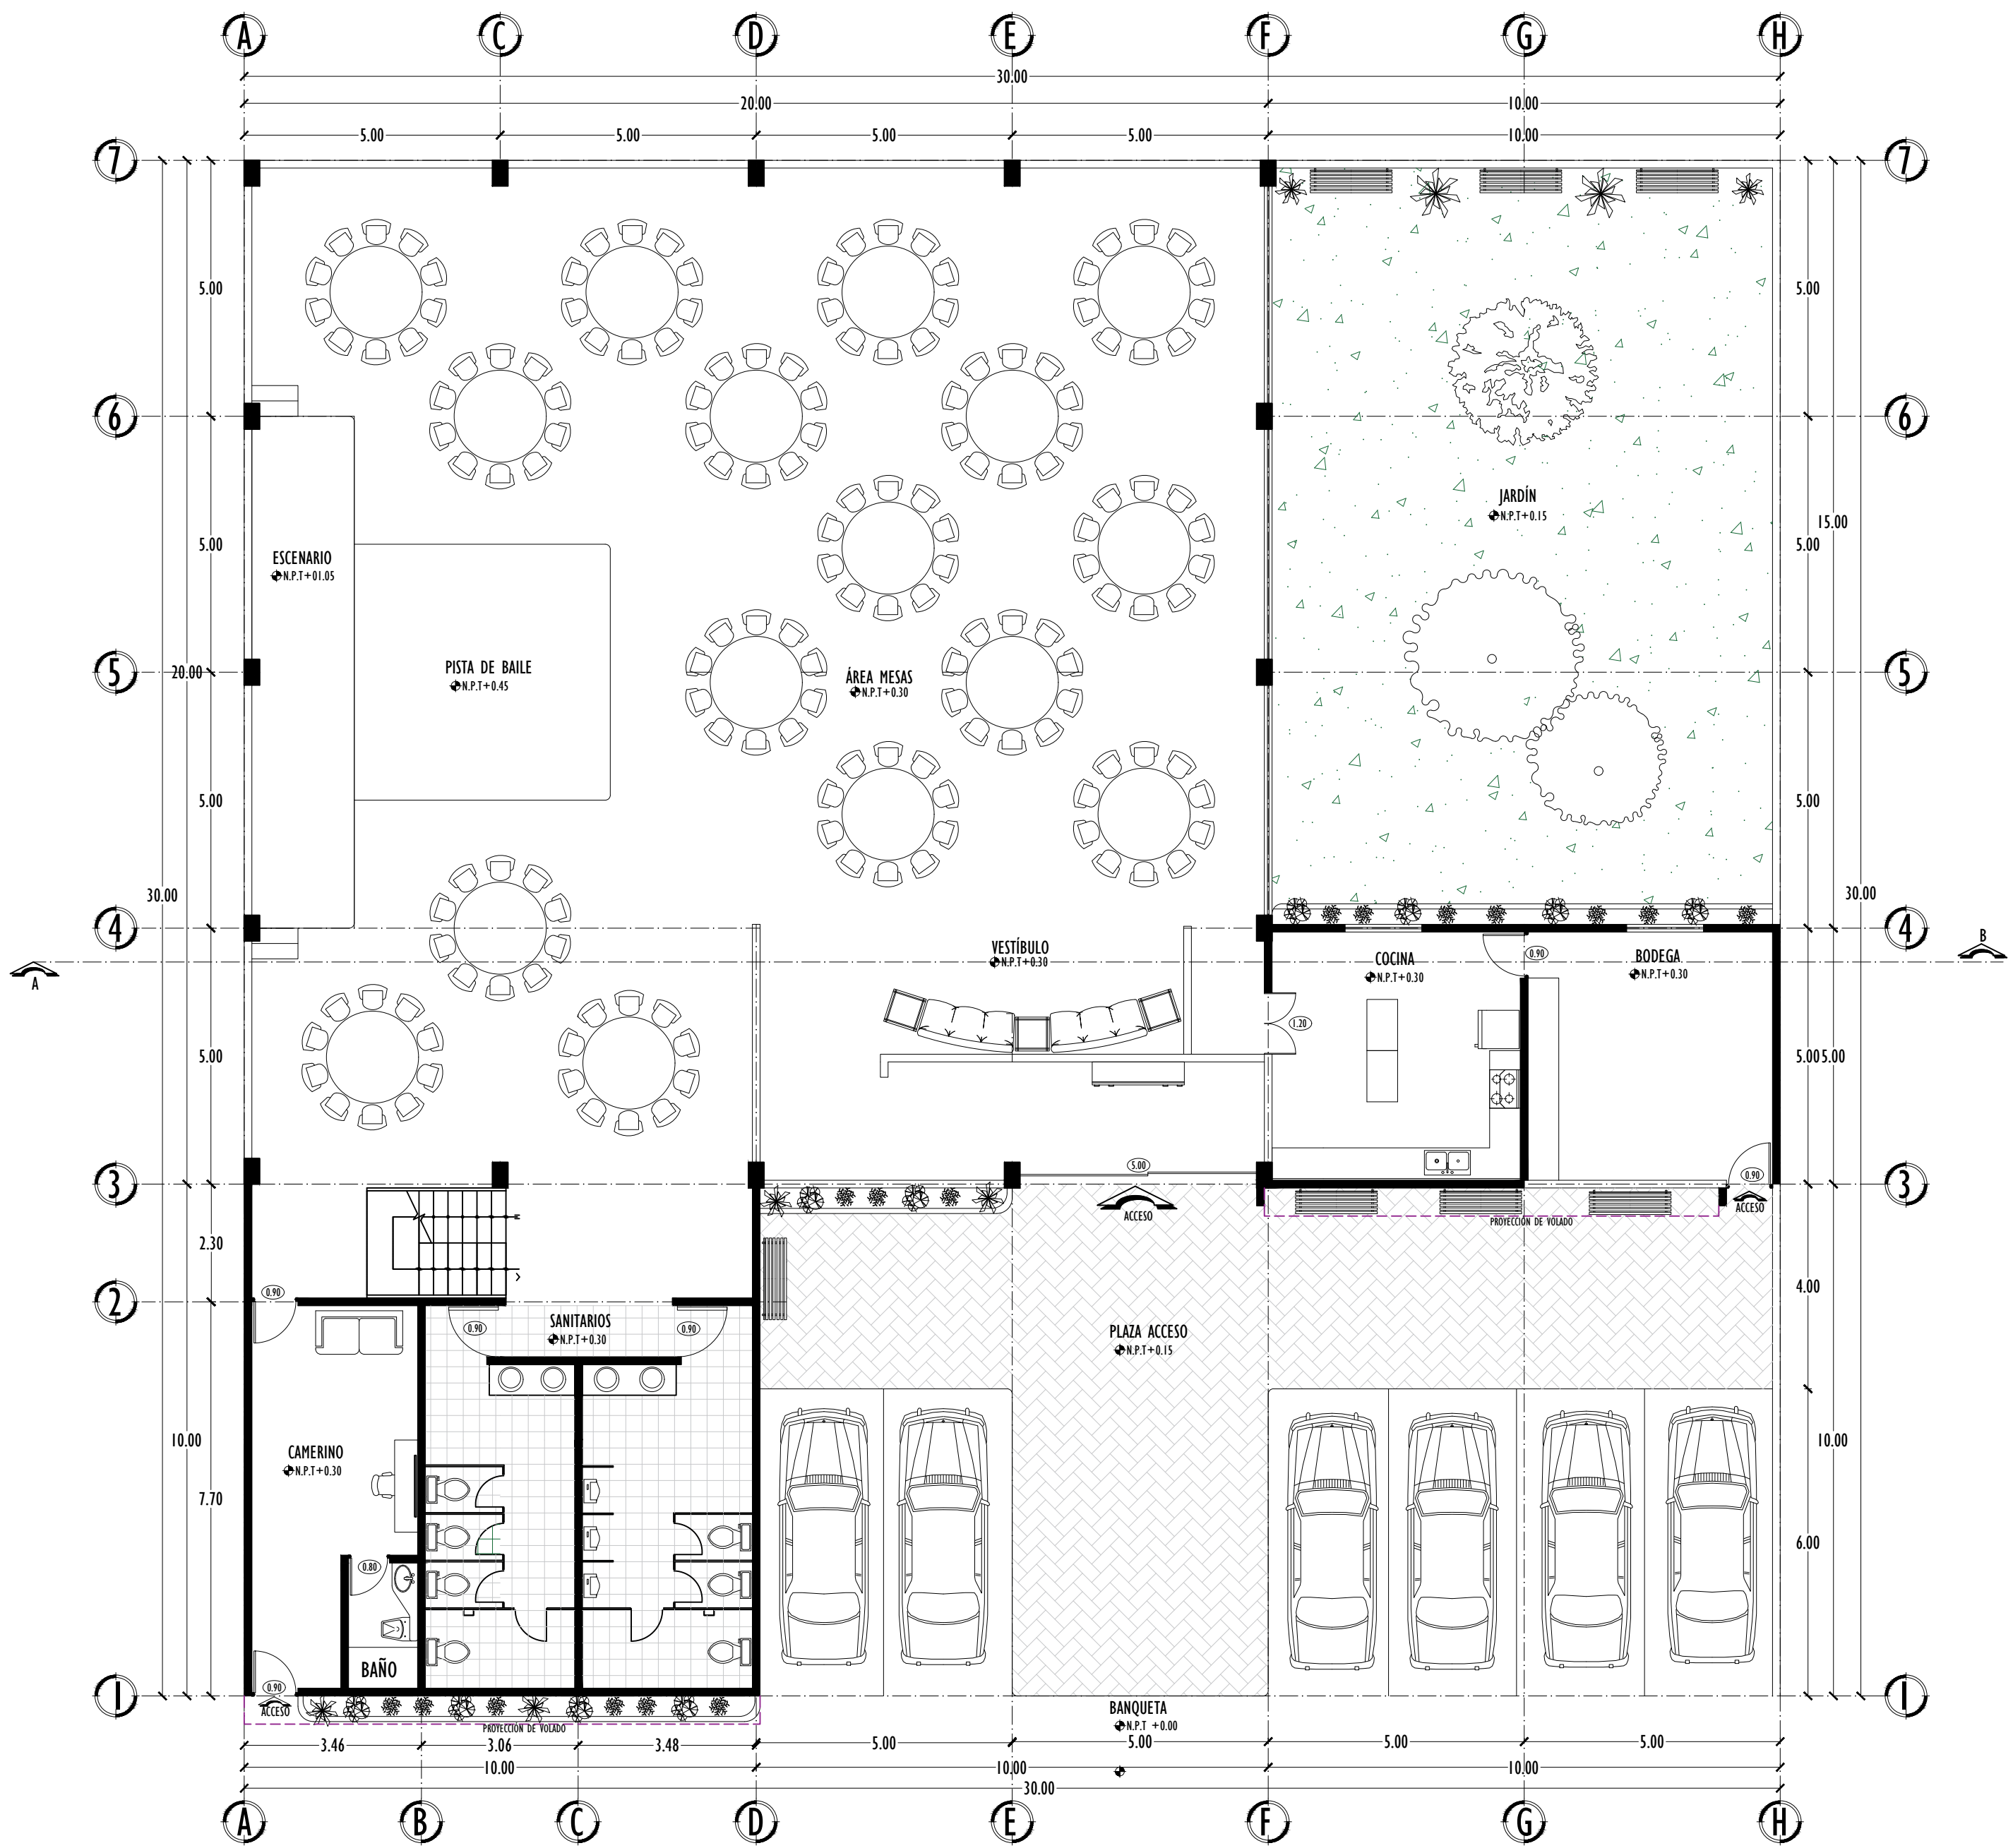 A C D E F G H
30.00
20.00 10.00
5.00 5.00 5.00 5.00 10.00
7 7
5.00 5.00
6 6
JARDÍN
N.P.T+0.15
15.00
5.00 5.00
ESCENARIO
N.P.T+01.05
PISTA DE BAILE
N.P.T+0.45
ÁREA MESAS
N.P.T+0.30
5 20.00 5
5.00 5.00
30.00 30.00
4 4
VESTÍBULO
N.P.T+0.30
COCINA
N.P.T+0.30
0.90
BODEGA
N.P.T+0.30
A B
1.20
5.00 5.00 5.00
5.00
0.90
3 3
ACCESO
ACCESO
PROYECCIÓN DE VOLADO
2.30
4.00
0.90
2 2
0.90
SANITARIOS
N.P.T+0.30
0.90
PLAZA ACCESO
N.P.T+0.15
10.00 10.00
CAMERINO
N.P.T+0.30
7.70
6.00
0.80
BAÑO
0.90
ACCESO
1 1
PROYECCIÓN DE VOLADO
BANQUETA
N.P.T +0.00
3.46 3.06 3.48 5.00 5.00 5.00 5.00
10.00 10.00 10.00
30.00
A B C D E F G H